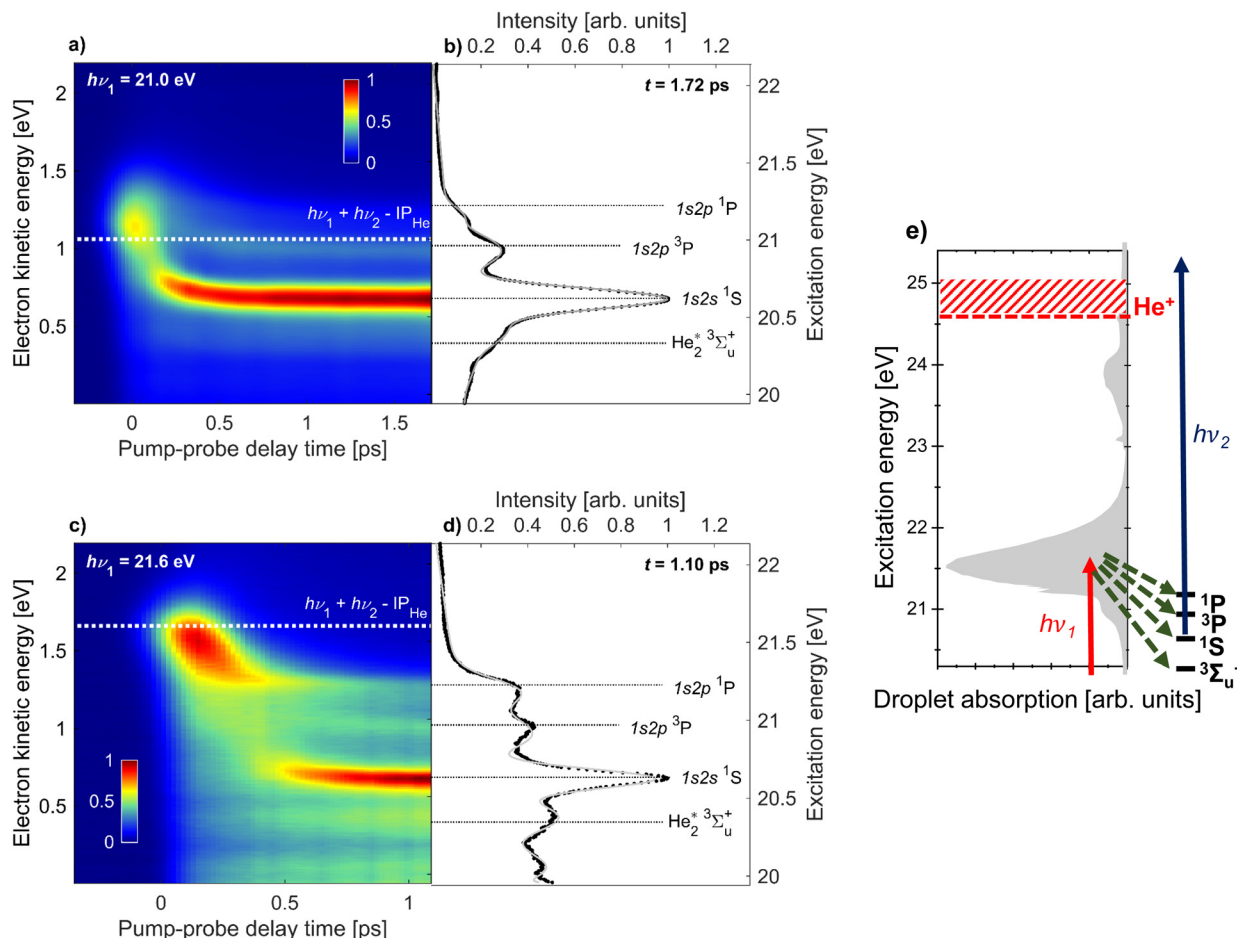 a)
hν₁ = 21.0 eV
1
0.5
0
hν₁ + hν₂ - IP_He
Electron kinetic energy [eV]
2
1.5
1
0.5
0
0.5
1
1.5
Pump-probe delay time [ps]
Intensity [arb. units]
b)
0.2 0.4 0.6 0.8 1 1.2
t = 1.72 ps
1s2p ¹P
1s2p ³P
1s2s ¹S
He₂* ³Σᵤ⁺
22
21.5
21
20.5
20
Excitation energy [eV]
c)
hν₁ = 21.6 eV
hν₁ + hν₂ - IP_He
1
0.5
0
Electron kinetic energy [eV]
2
1.5
1
0.5
0
0.5
1
Pump-probe delay time [ps]
Intensity [arb. units]
d)
0.2 0.4 0.6 0.8 1 1.2
t = 1.10 ps
1s2p ¹P
1s2p ³P
1s2s ¹S
He₂* ³Σᵤ⁺
22
21.5
21
20.5
20
Excitation energy [eV]
e)
25
24
23
22
21
Excitation energy [eV]
He⁺
hν₂
hν₁
¹P
³P
¹S
³Σᵤ
Droplet absorption [arb. units]